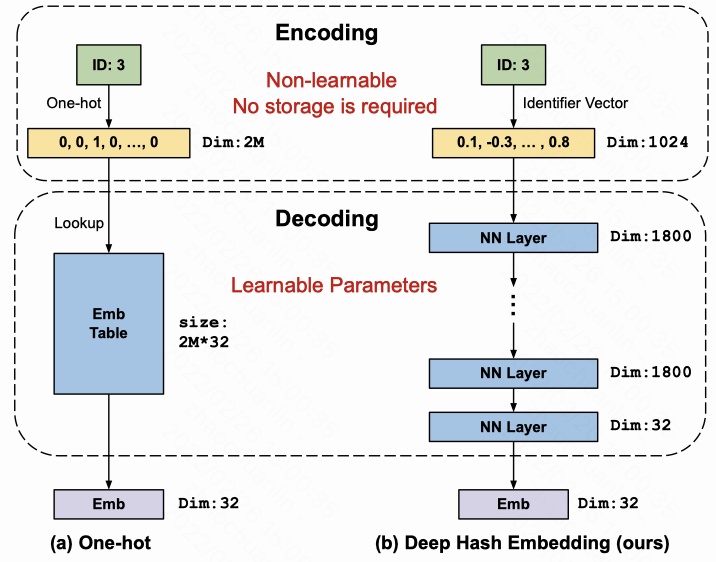 Encoding
ID: 3
ID: 3
Non-learnable
No storage is required
One-hot
Identifier Vector
0, 0, 1, 0, ..., 0
Dim:2M
0.1, -0.3, ... , 0.8
Dim:1024
Decoding
Lookup
NN Layer
Dim:1800
Learnable Parameters
Emb
Table
size:
2M*32
...
NN Layer
Dim:1800
NN Layer
Dim:32
Emb
Dim:32
Emb
Dim:32
(a) One-hot
(b) Deep Hash Embedding (ours)